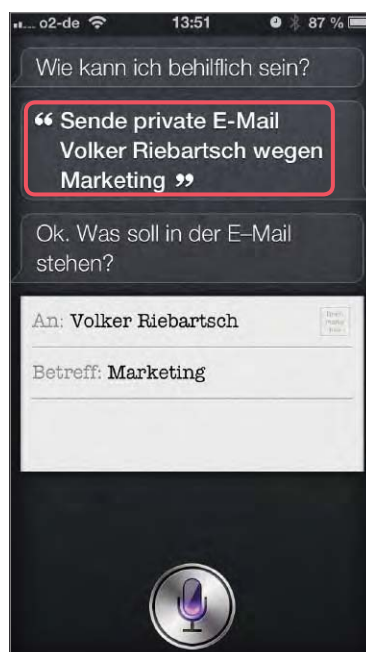 o2-de 13:51 87 %
Wie kann ich behilflich sein?
“ Sende private E-Mail
Volker Riebartsch wegen
Marketing ”
Ok. Was soll in der E–Mail
stehen?
An: Volker Riebartsch
Betreff: Marketing